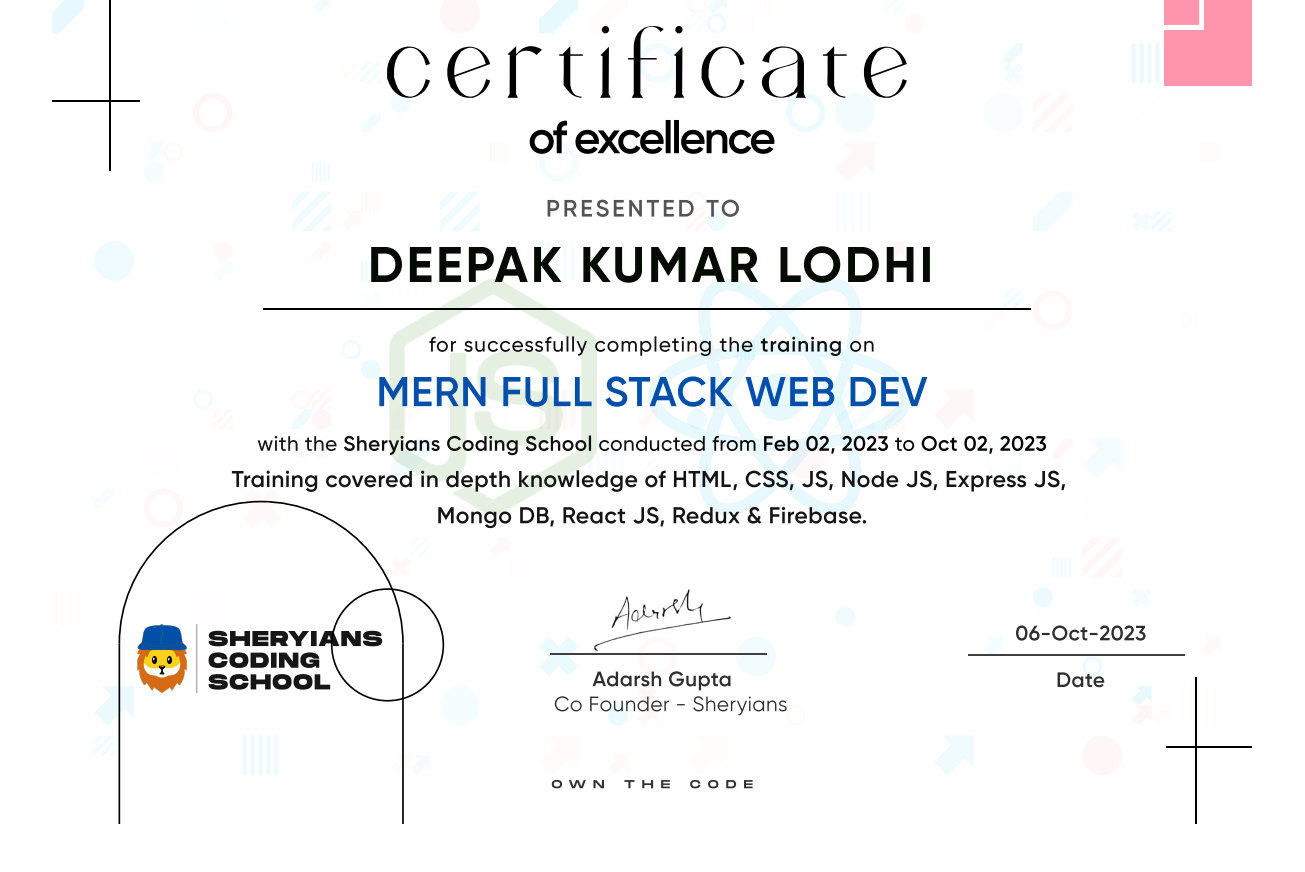 certificate
of excellence
PRESENTED TO
DEEPAK KUMAR LODHI
for successfully completing the training on
MERN FULL STACK WEB DEV
with the Sheryians Coding School conducted from Feb 02, 2023 to Oct 02, 2023
Training covered in depth knowledge of HTML, CSS, JS, Node JS, Express JS,
Mongo DB, React JS, Redux & Firebase.
SHERYIANS
CODING
SCHOOL
Adarsh
Adarsh Gupta
Co Founder - Sheryians
06-Oct-2023
Date
OWN THE CODE
JS